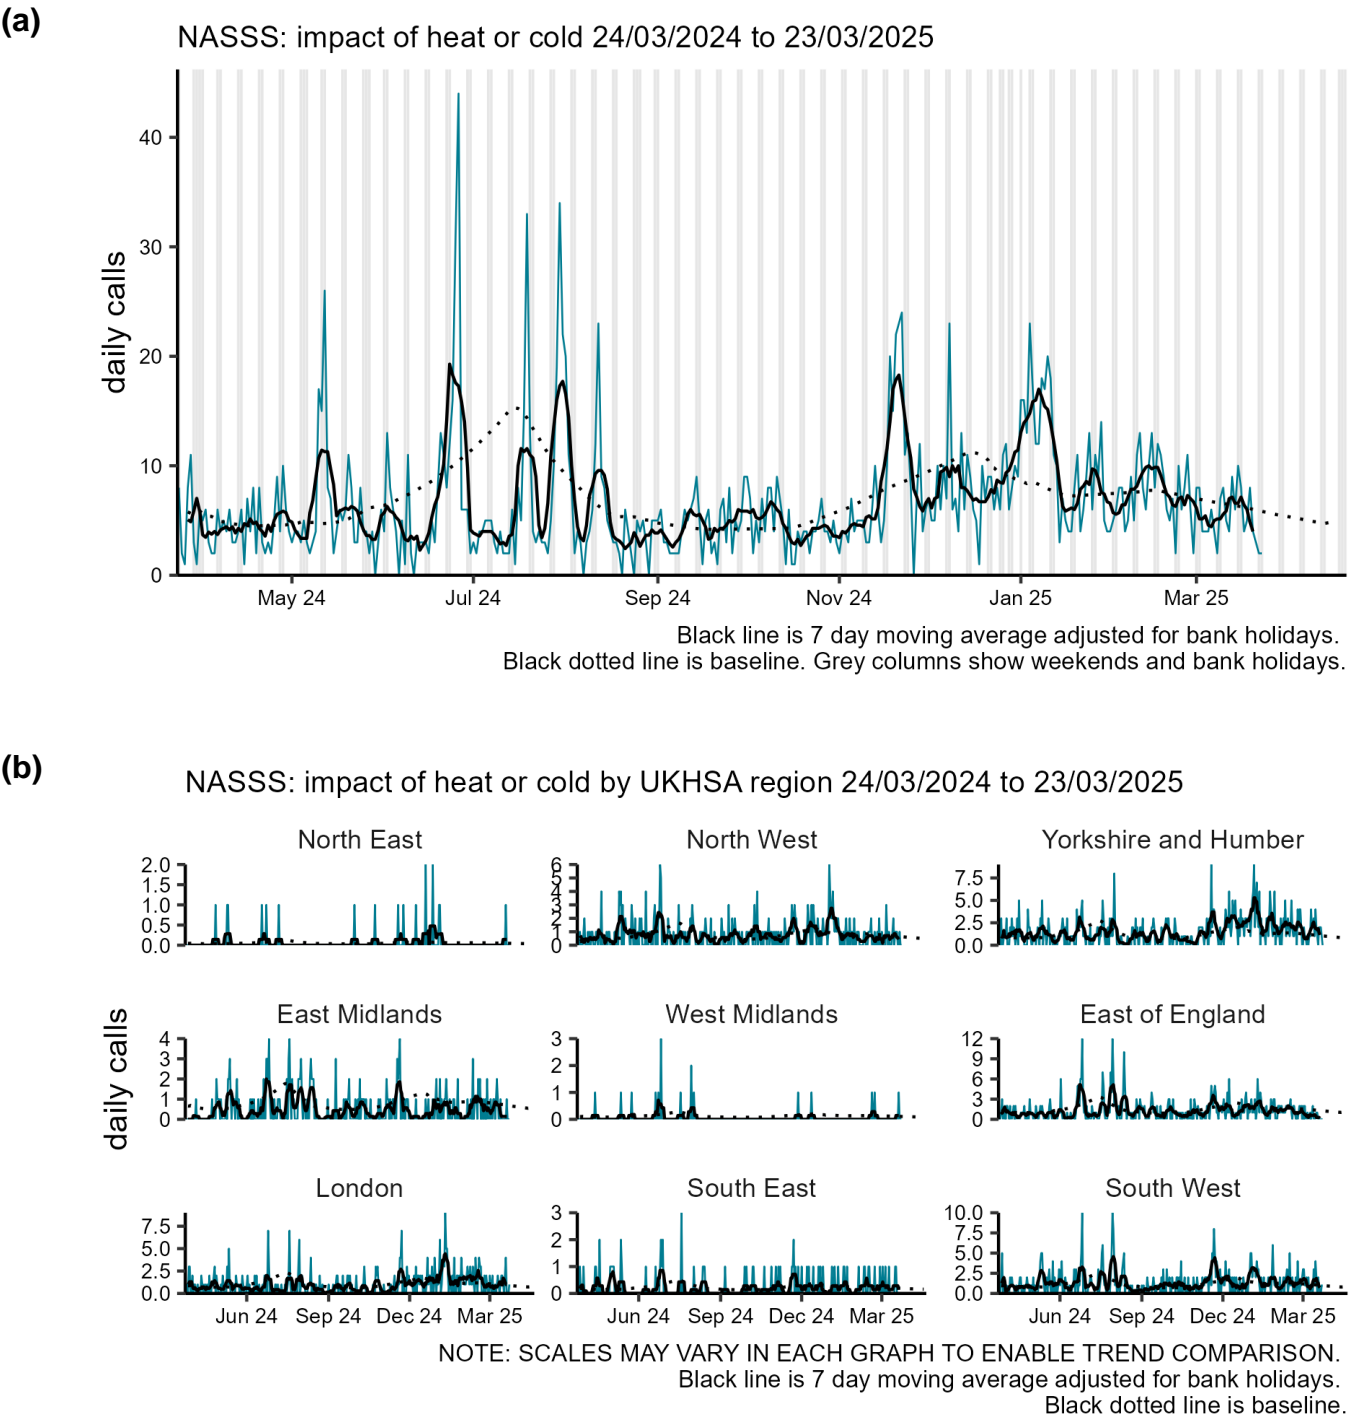 (a)
NASSS: impact of heat or cold 24/03/2024 to 23/03/2025
daily calls
40
30
20
10
0
May 24 Jul 24 Sep 24 Nov 24 Jan 25 Mar 25
Black line is 7 day moving average adjusted for bank holidays.
Black dotted line is baseline. Grey columns show weekends and bank holidays.
(b)
NASSS: impact of heat or cold by UKHSA region 24/03/2024 to 23/03/2025
daily calls
North East
2.0
1.5
1.0
0.5
0.0
North West
6
5
4
3
2
1
0
Yorkshire and Humber
7.5
5.0
2.5
0.0
East Midlands
4
3
2
1
0
West Midlands
3
2
1
0
East of England
12
9
6
3
0
London
7.5
5.0
2.5
0.0
Jun 24 Sep 24 Dec 24 Mar 25
South East
3
2
1
0
Jun 24 Sep 24 Dec 24 Mar 25
South West
10.0
7.5
5.0
2.5
0.0
Jun 24 Sep 24 Dec 24 Mar 25
NOTE: SCALES MAY VARY IN EACH GRAPH TO ENABLE TREND COMPARISON.
Black line is 7 day moving average adjusted for bank holidays.
Black dotted line is baseline.